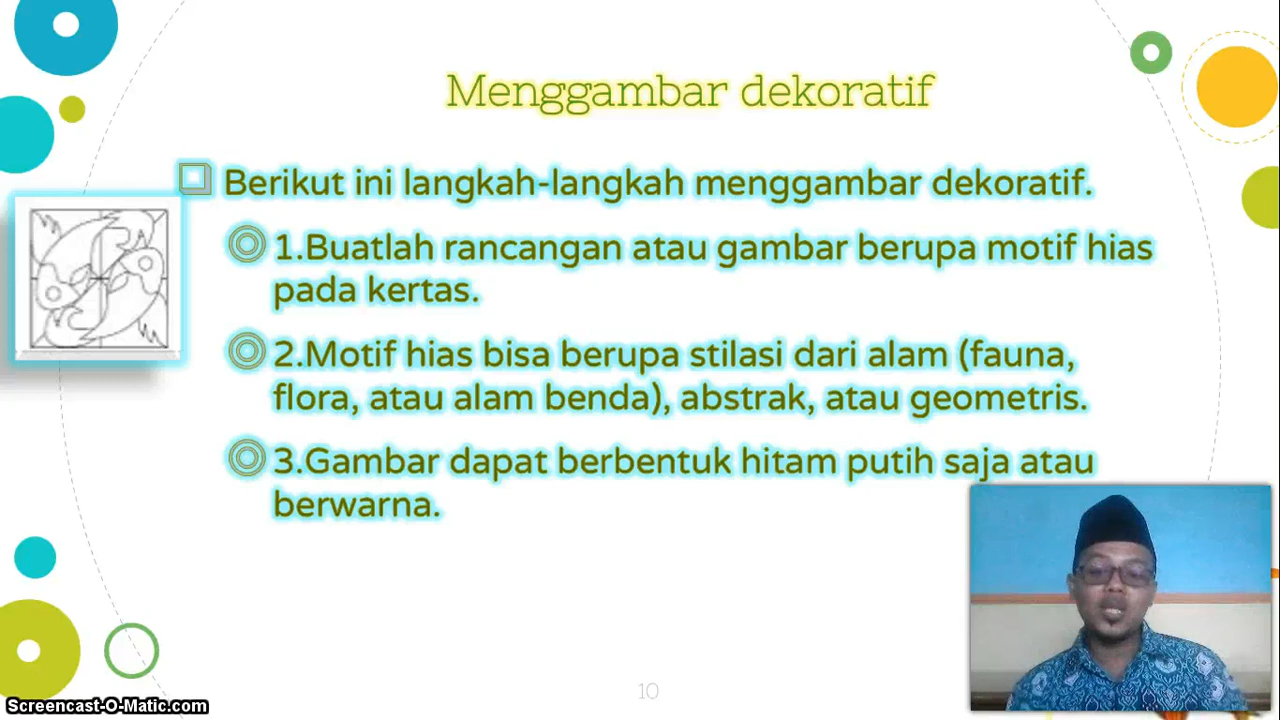 Menggambar dekoratif
Berikut ini langkah-langkah menggambar dekoratif.
1.Buatlah rancangan atau gambar berupa motif hias
pada kertas.
2.Motif hias bisa berupa stilasi dari alam (fauna,
flora, atau alam benda), abstrak, atau geometris.
3.Gambar dapat berbentuk hitam putih saja atau
berwarna.
10
Screencast-O-Matic.com